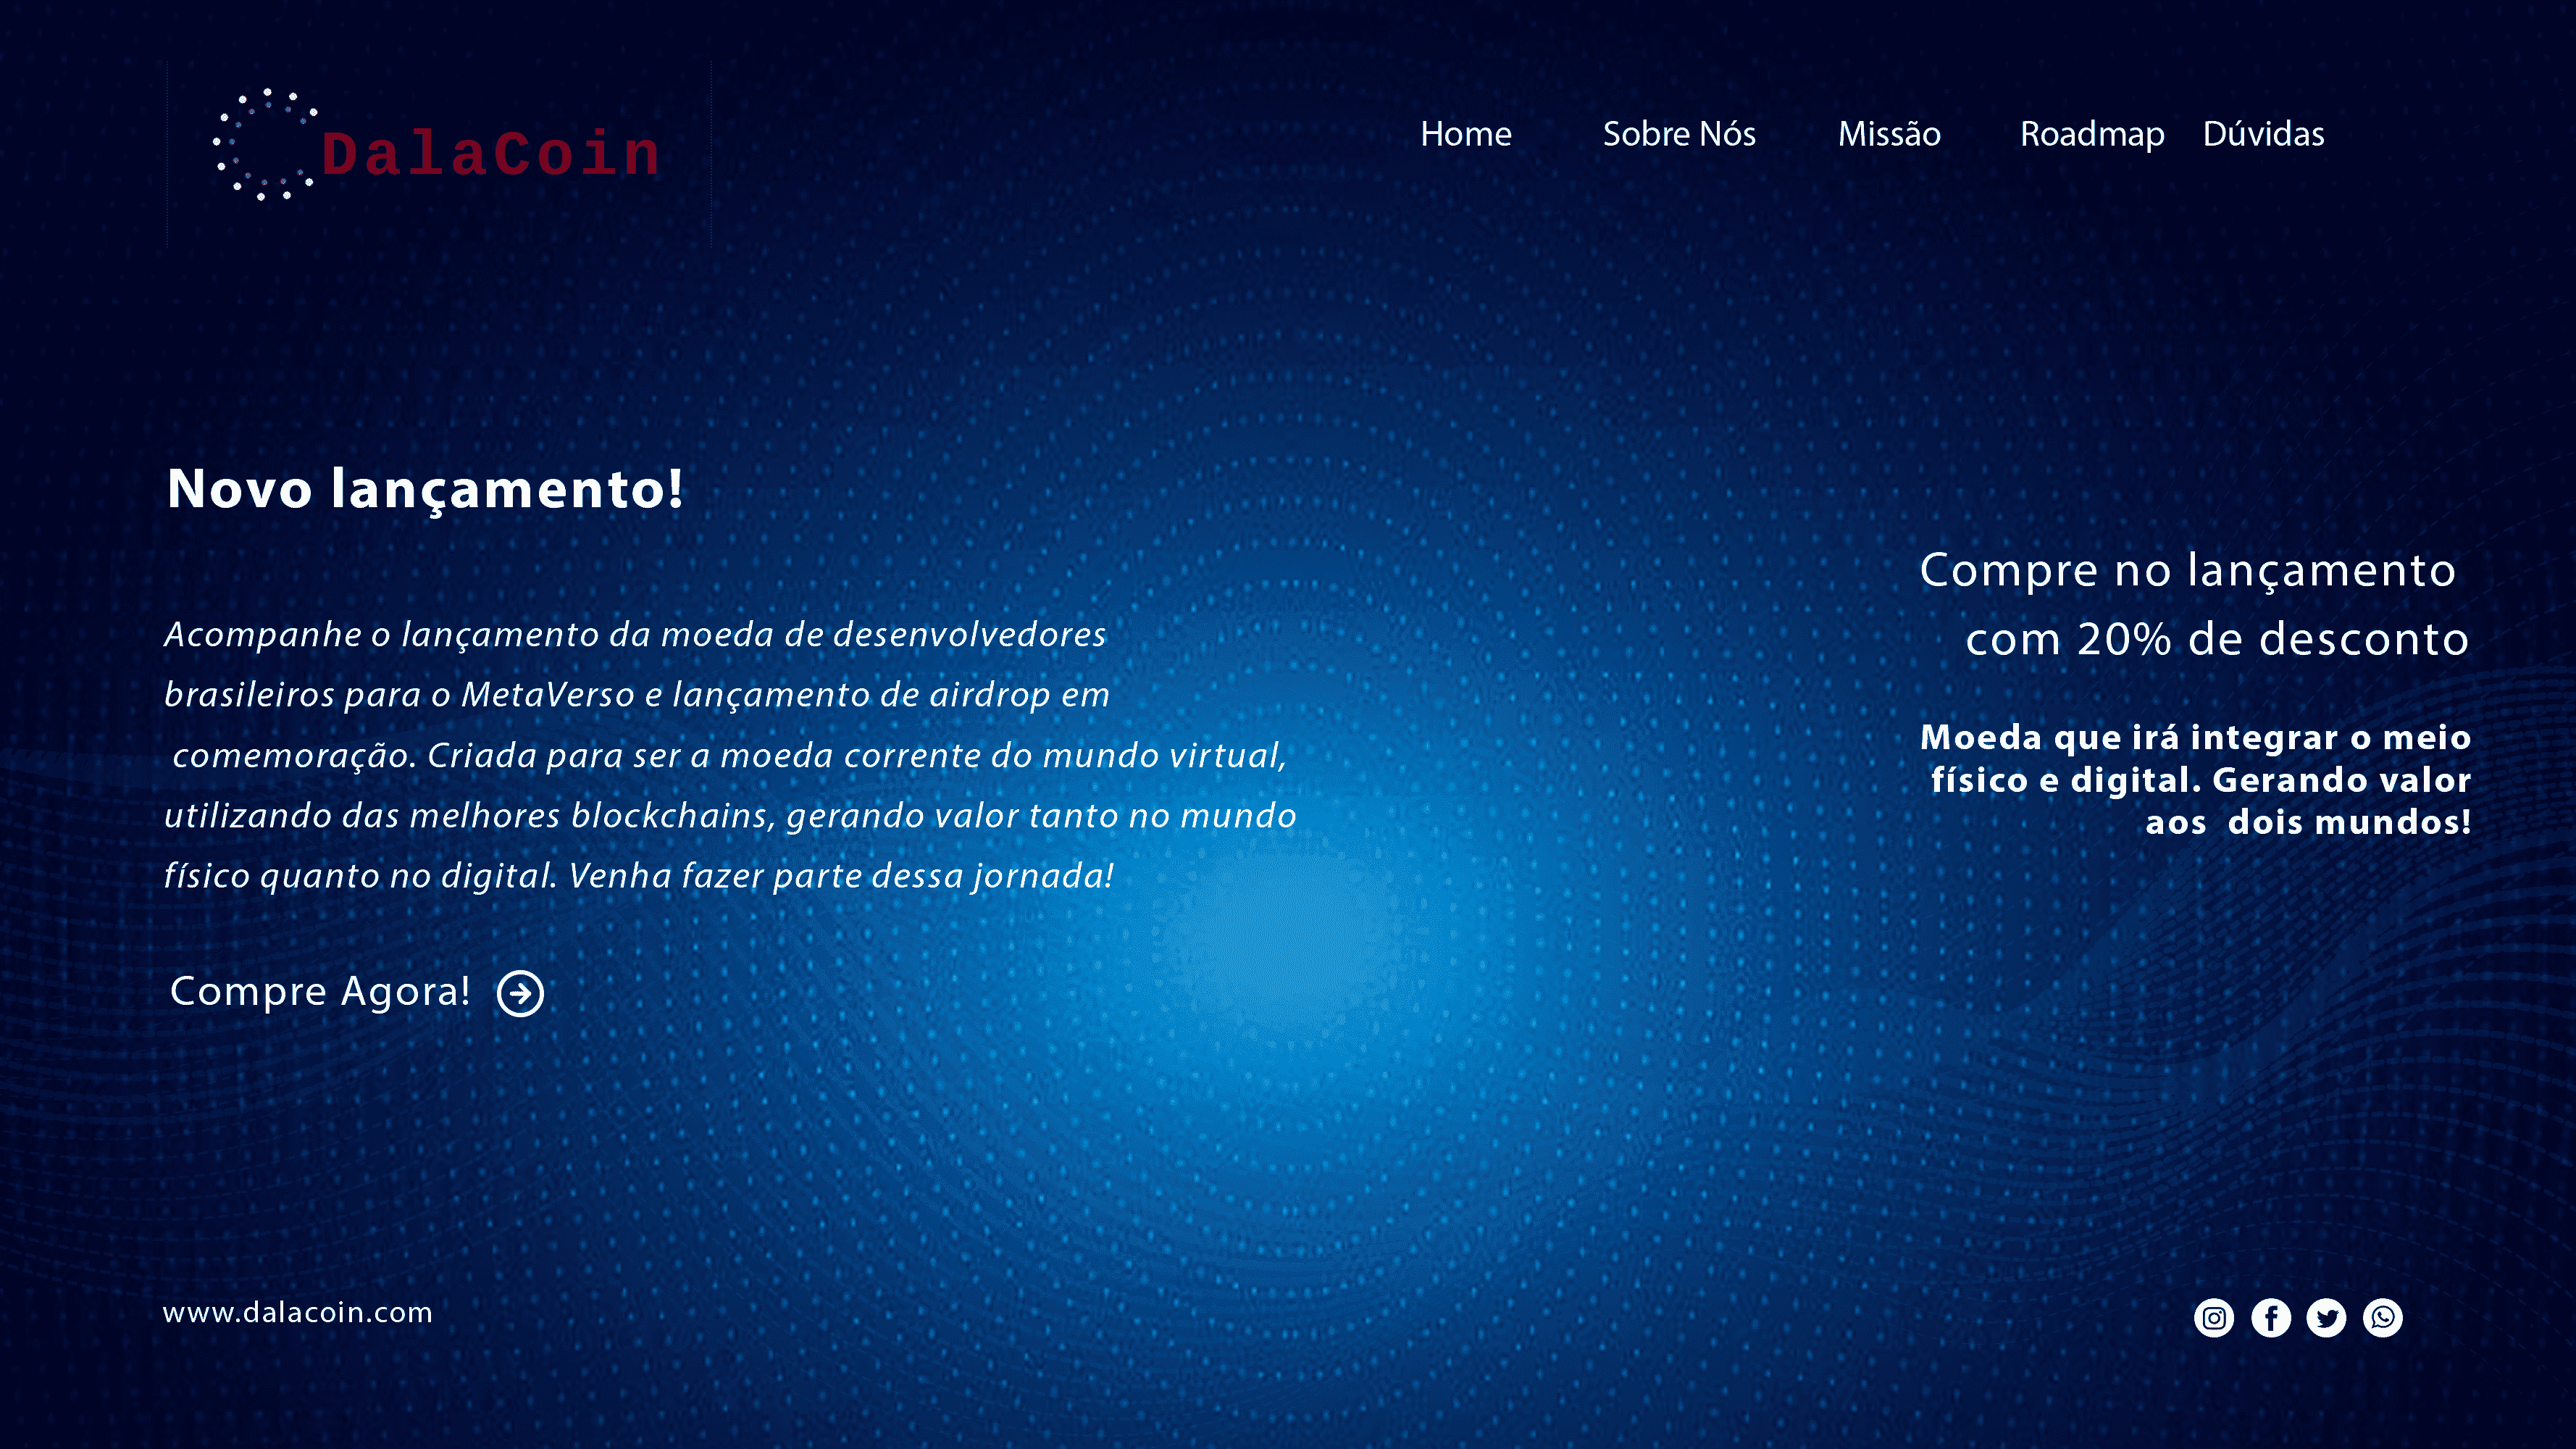 DalaCoin
Home Sobre Nós Missão Roadmap Dúvidas
Novo lançamento!
Acompanhe o lançamento da moeda de desenvolvedores
brasileiros para o MetaVerso e lançamento de airdrop em
comemoração. Criada para ser a moeda corrente do mundo virtual,
utilizando das melhores blockchains, gerando valor tanto no mundo
físico quanto no digital. Venha fazer parte dessa jornada!
Compre Agora!
Compre no lançamento
com 20% de desconto
Moeda que irá integrar o meio
físico e digital. Gerando valor
aos dois mundos!
www.dalacoin.com